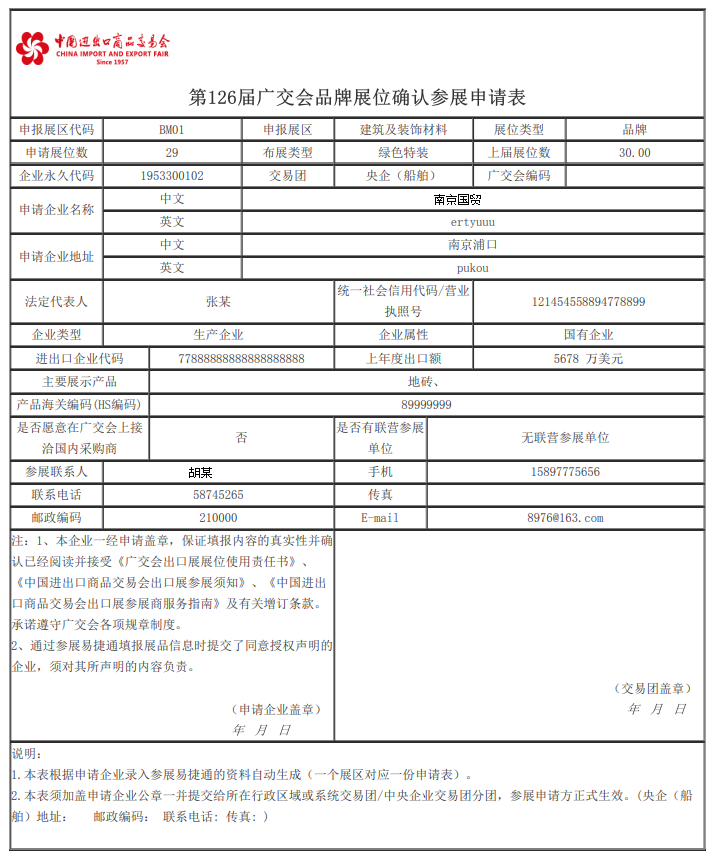 中国进出口商品交易会
CHINA IMPORT AND EXPORT FAIR
Since 1957
第126届广交会品牌展位确认参展申请表
申报展区代码 BM01 申报展区 建筑及装饰材料 展位类型 品牌
申请展位数 29 布展类型 绿色特装 上届展位数 30.00
企业永久代码 1953300102 交易团 央企（船舶） 广交会编码
申请企业名称 中文 南京国贸
英文 ertyuuu
申请企业地址 中文 南京浦口
英文 pukou
法定代表人 张某 统一社会信用代码/营业
执照号 121454558894778899
企业类型 生产企业 企业属性 国有企业
进出口企业代码 77888888888888888888 上年度出口额 5678 万美元
主要展示产品 地砖、
产品海关编码(HS编码) 89999999
是否愿意在广交会上接
洽国内采购商 否 是否有联营参展
单位 无联营参展单位
参展联系人 胡某 手机 15897775656
联系电话 58745265 传真
邮政编码 210000 E-mail 8976@163.com
注：1、本企业一经申请盖章，保证填报内容的真实性并确
认已经阅读并接受《广交会出口展展位使用责任书》、
《中国进出口商品交易会出口展参展须知》、《中国进出
口商品交易会出口展参展商服务指南》及有关增订条款。
承诺遵守广交会各项规章制度。
2、通过参展易捷通填报展品信息时提交了同意授权声明的
企业，须对其所声明的内容负责。
（申请企业盖章）
年 月 日
（交易团盖章）
年 月 日
说明：
1.本表根据申请企业录入参展易捷通的资料自动生成（一个展区对应一份申请表）。
2.本表须加盖申请企业公章一并提交给所在行政区域或系统交易团/中央企业交易团分团，参展申请方正式生效。(央企（船
舶）地址： 邮政编码： 联系电话: 传真: )